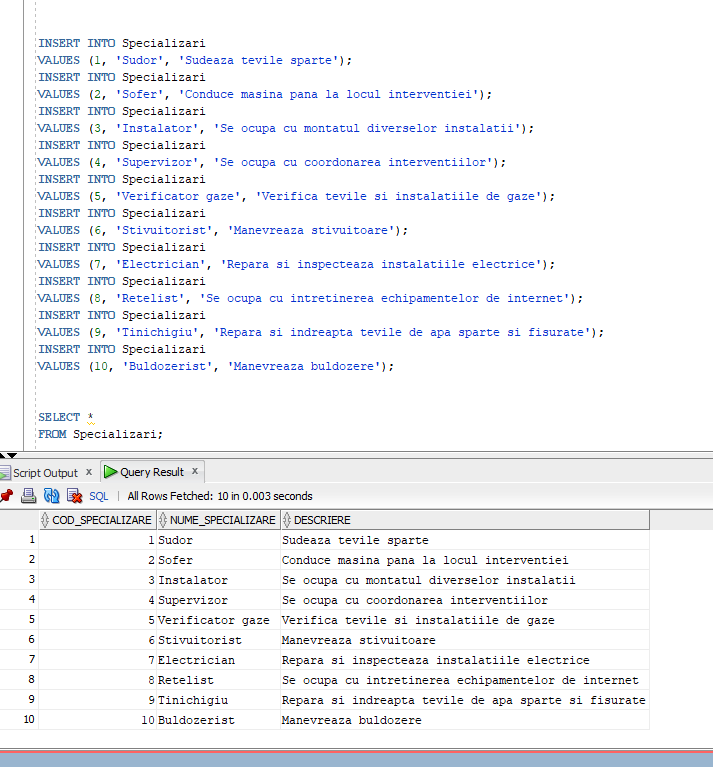 INSERT INTO Specializari
VALUES (1, 'Sudor', 'Sudeaza tevile sparte');
INSERT INTO Specializari
VALUES (2, 'Sofer', 'Conduce masina pana la locul interventiei');
INSERT INTO Specializari
VALUES (3, 'Instalator', 'Se ocupa cu montatul diverselor instalatii');
INSERT INTO Specializari
VALUES (4, 'Supervizor', 'Se ocupa cu coordonarea interventiilor');
INSERT INTO Specializari
VALUES (5, 'Verificator gaze', 'Verifica tevile si instalatiile de gaze');
INSERT INTO Specializari
VALUES (6, 'Stivuitorist', 'Manevreaza stivuitoare');
INSERT INTO Specializari
VALUES (7, 'Electrician', 'Repara si inspecteaza instalatiile electrice');
INSERT INTO Specializari
VALUES (8, 'Retelist', 'Se ocupa cu intretinerea echipamentelor de internet');
INSERT INTO Specializari
VALUES (9, 'Tinichigiu', 'Repara si indreapta tevile de apa sparte si fisurate');
INSERT INTO Specializari
VALUES (10, 'Buldozerist', 'Manevreaza buldozere');
SELECT *
FROM Specializari;
Script Output x Query Result x
SQL | All Rows Fetched: 10 in 0.003 seconds
COD_SPECIALIZARE NUME_SPECIALIZARE DESCRIERE
1 1 Sudor Sudeaza tevile sparte
2 2 Sofer Conduce masina pana la locul interventiei
3 3 Instalator Se ocupa cu montatul diverselor instalatii
4 4 Supervizor Se ocupa cu coordonarea interventiilor
5 5 Verificator gaze Verifica tevile si instalatiile de gaze
6 6 Stivuitorist Manevreaza stivuitoare
7 7 Electrician Repara si inspecteaza instalatiile electrice
8 8 Retelist Se ocupa cu intretinerea echipamentelor de internet
9 9 Tinichigiu Repara si indreapta tevile de apa sparte si fisurate
10 10 Buldozerist Manevreaza buldozere